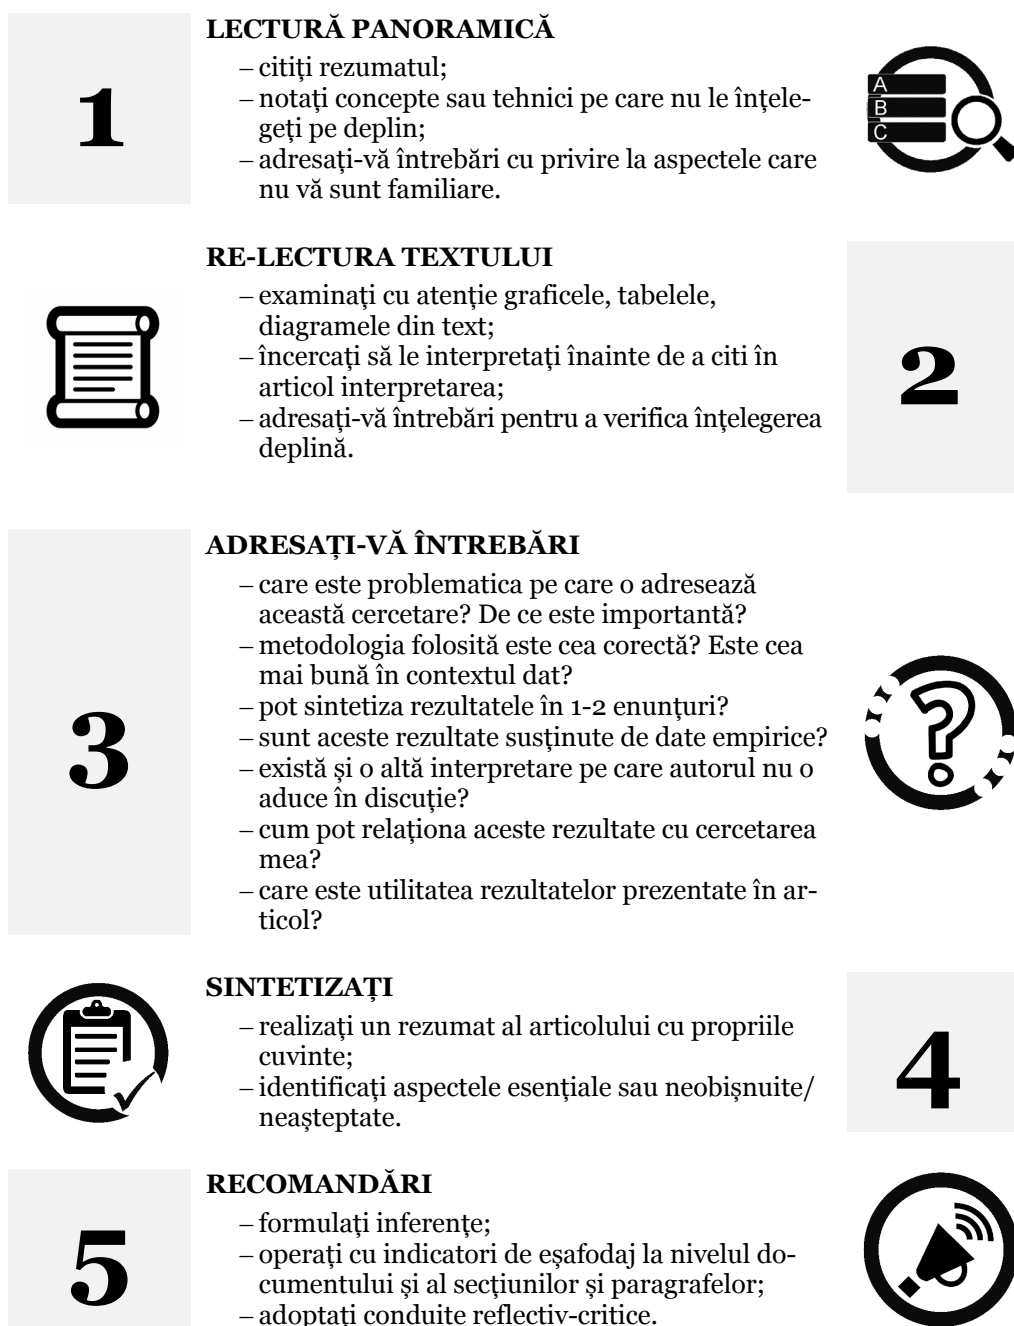 1
LECTURĂ PANORAMICĂ
– citiți rezumatul;
– notați concepte sau tehnici pe care nu le înțele-
geți pe deplin;
– adresați-vă întrebări cu privire la aspectele care
nu vă sunt familiare.
A
B
C
RE-LECTURA TEXTULUI
– examinați cu atenție graficele, tabelele,
diagramele din text;
– încercați să le interpretați înainte de a citi în
articol interpretarea;
– adresați-vă întrebări pentru a verifica înțelegerea
deplină.
2
3
ADRESAȚI-VĂ ÎNTREBĂRI
– care este problematica pe care o adresează
această cercetare? De ce este importantă?
– metodologia folosită este cea corectă? Este cea
mai bună în contextul dat?
– pot sintetiza rezultatele în 1-2 enunțuri?
– sunt aceste rezultate susținute de date empirice?
– există și o altă interpretare pe care autorul nu o
aduce în discuție?
– cum pot relaționa aceste rezultate cu cercetarea
mea?
– care este utilitatea rezultatelor prezentate în ar-
ticol?
?
SINTETIZAȚI
– realizați un rezumat al articolului cu propriile
cuvinte;
– identificați aspectele esențiale sau neobișnuite/
neașteptate.
4
5
RECOMANDĂRI
– formulați inferențe;
– operați cu indicatori de eșafodaj la nivelul do-
cumentului și al secțiunilor și paragrafelor;
– adoptați conduite reflectiv-critice.